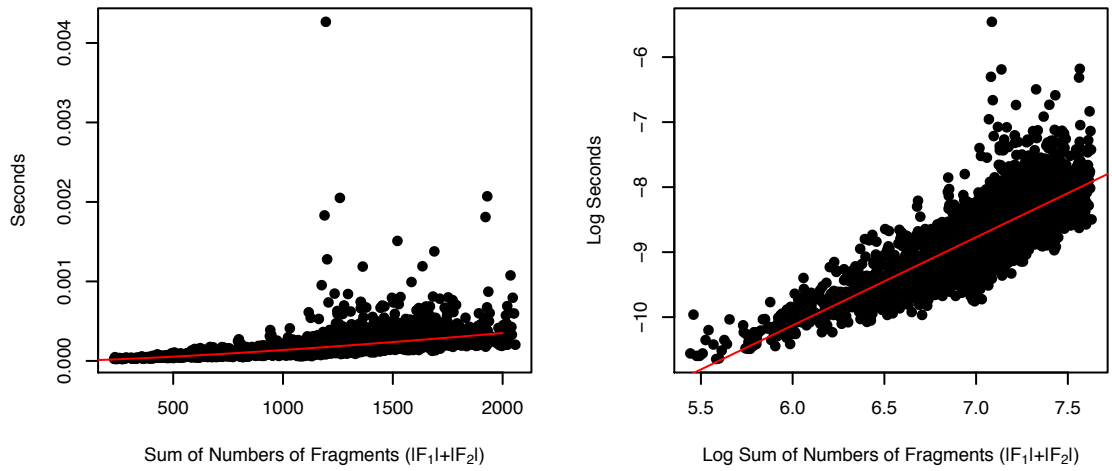 0.004
0.003
0.002
0.001
0.000
Seconds
500 1000 1500 2000
Sum of Numbers of Fragments (|F1|+|F2|)
−6
−7
−8
−9
−10
Log Seconds
5.5 6.0 6.5 7.0 7.5
Log Sum of Numbers of Fragments (|F1|+|F2|)